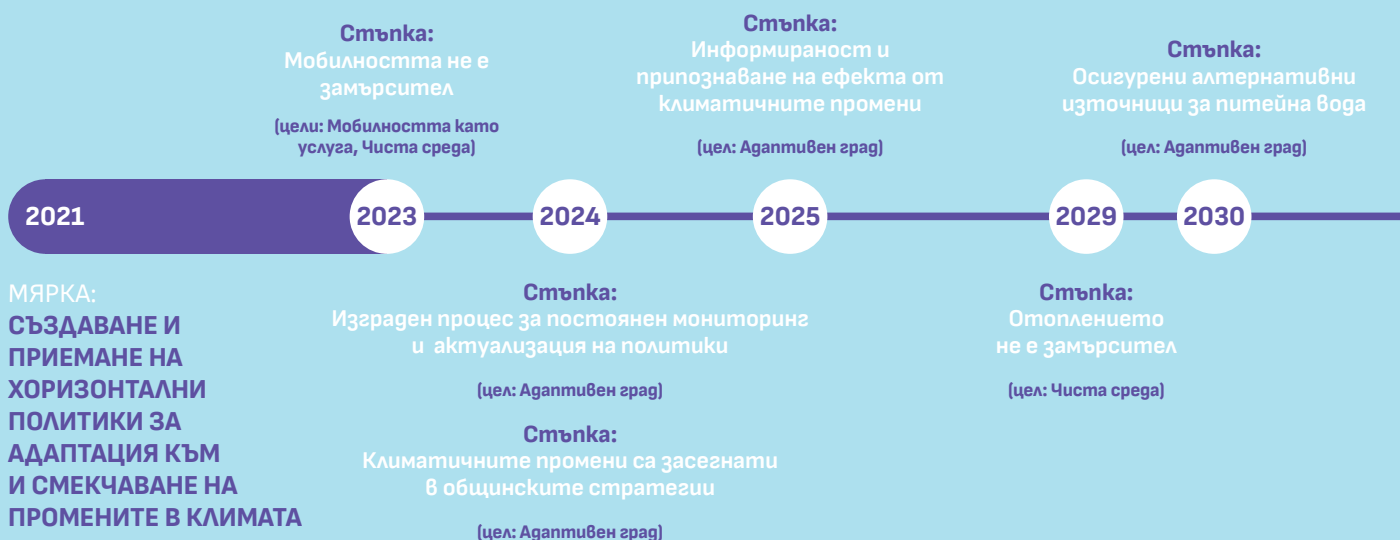 Стъпка:
Мобилността не е
замърсител
(цели: Мобилността като
услуга, Чиста среда)
Стъпка:
Информираност и
припознаване на ефекта от
климатичните промени
(цел: Адаптивен град)
Стъпка:
Осигурени алтернативни
източници за питейна вода
(цел: Адаптивен град)
2021
2023
2024
2025
2029
2030
МЯРКА:
СЪЗДАВАНЕ И
ПРИЕМАНЕ НА
ХОРИЗОНТАЛНИ
ПОЛИТИКИ ЗА
АДАПТАЦИЯ КЪМ
И СМЕКЧАВАНЕ НА
ПРОМЕНИТЕ В КЛИМАТА
Стъпка:
Изграден процес за постоянен мониторинг
и актуализация на политики
(цел: Адаптивен град)
Стъпка:
Климатичните промени са засегнати
в общинските стратегии
(цел: Адаптивен град)
Стъпка:
Отоплението
не е замърсител
(цел: Чиста среда)